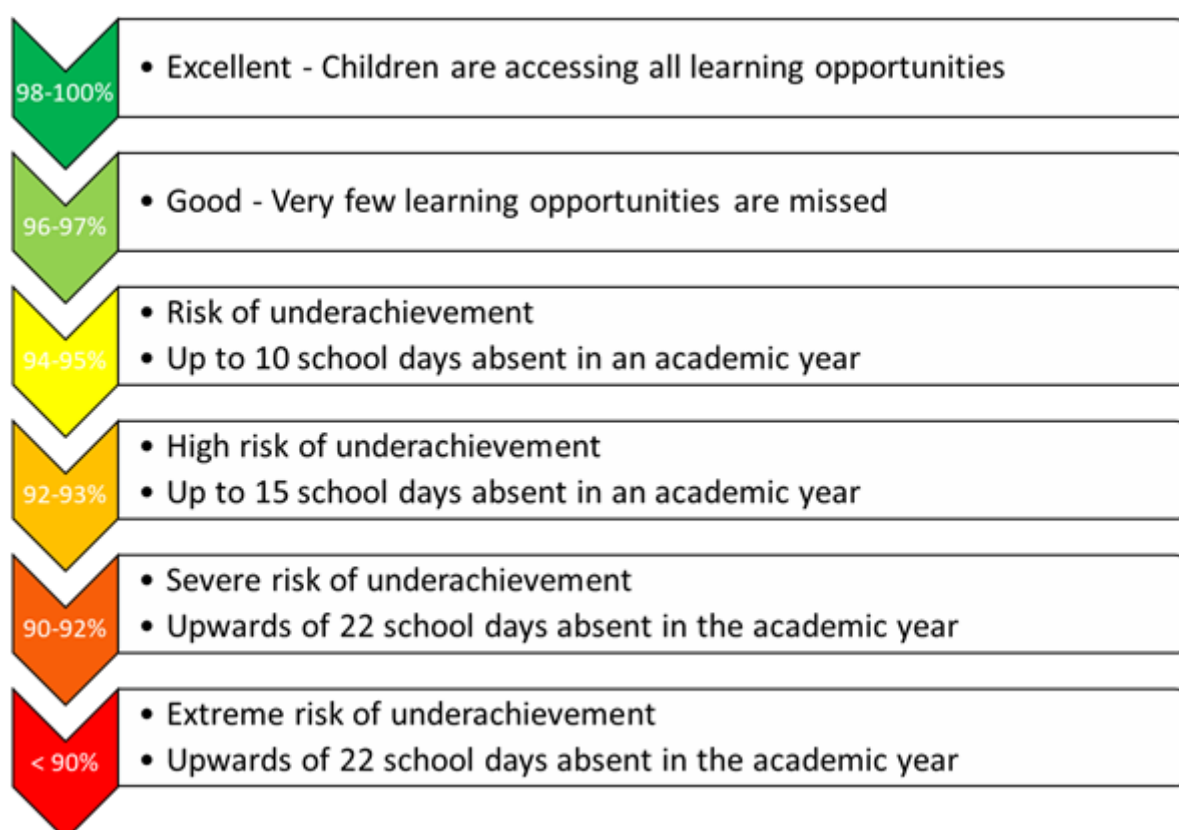 98-100%
• Excellent - Children are accessing all learning opportunities
96-97%
• Good - Very few learning opportunities are missed
94-95%
• Risk of underachievement
• Up to 10 school days absent in an academic year
92-93%
• High risk of underachievement
• Up to 15 school days absent in an academic year
90-92%
• Severe risk of underachievement
• Upwards of 22 school days absent in the academic year
< 90%
• Extreme risk of underachievement
• Upwards of 22 school days absent in the academic year